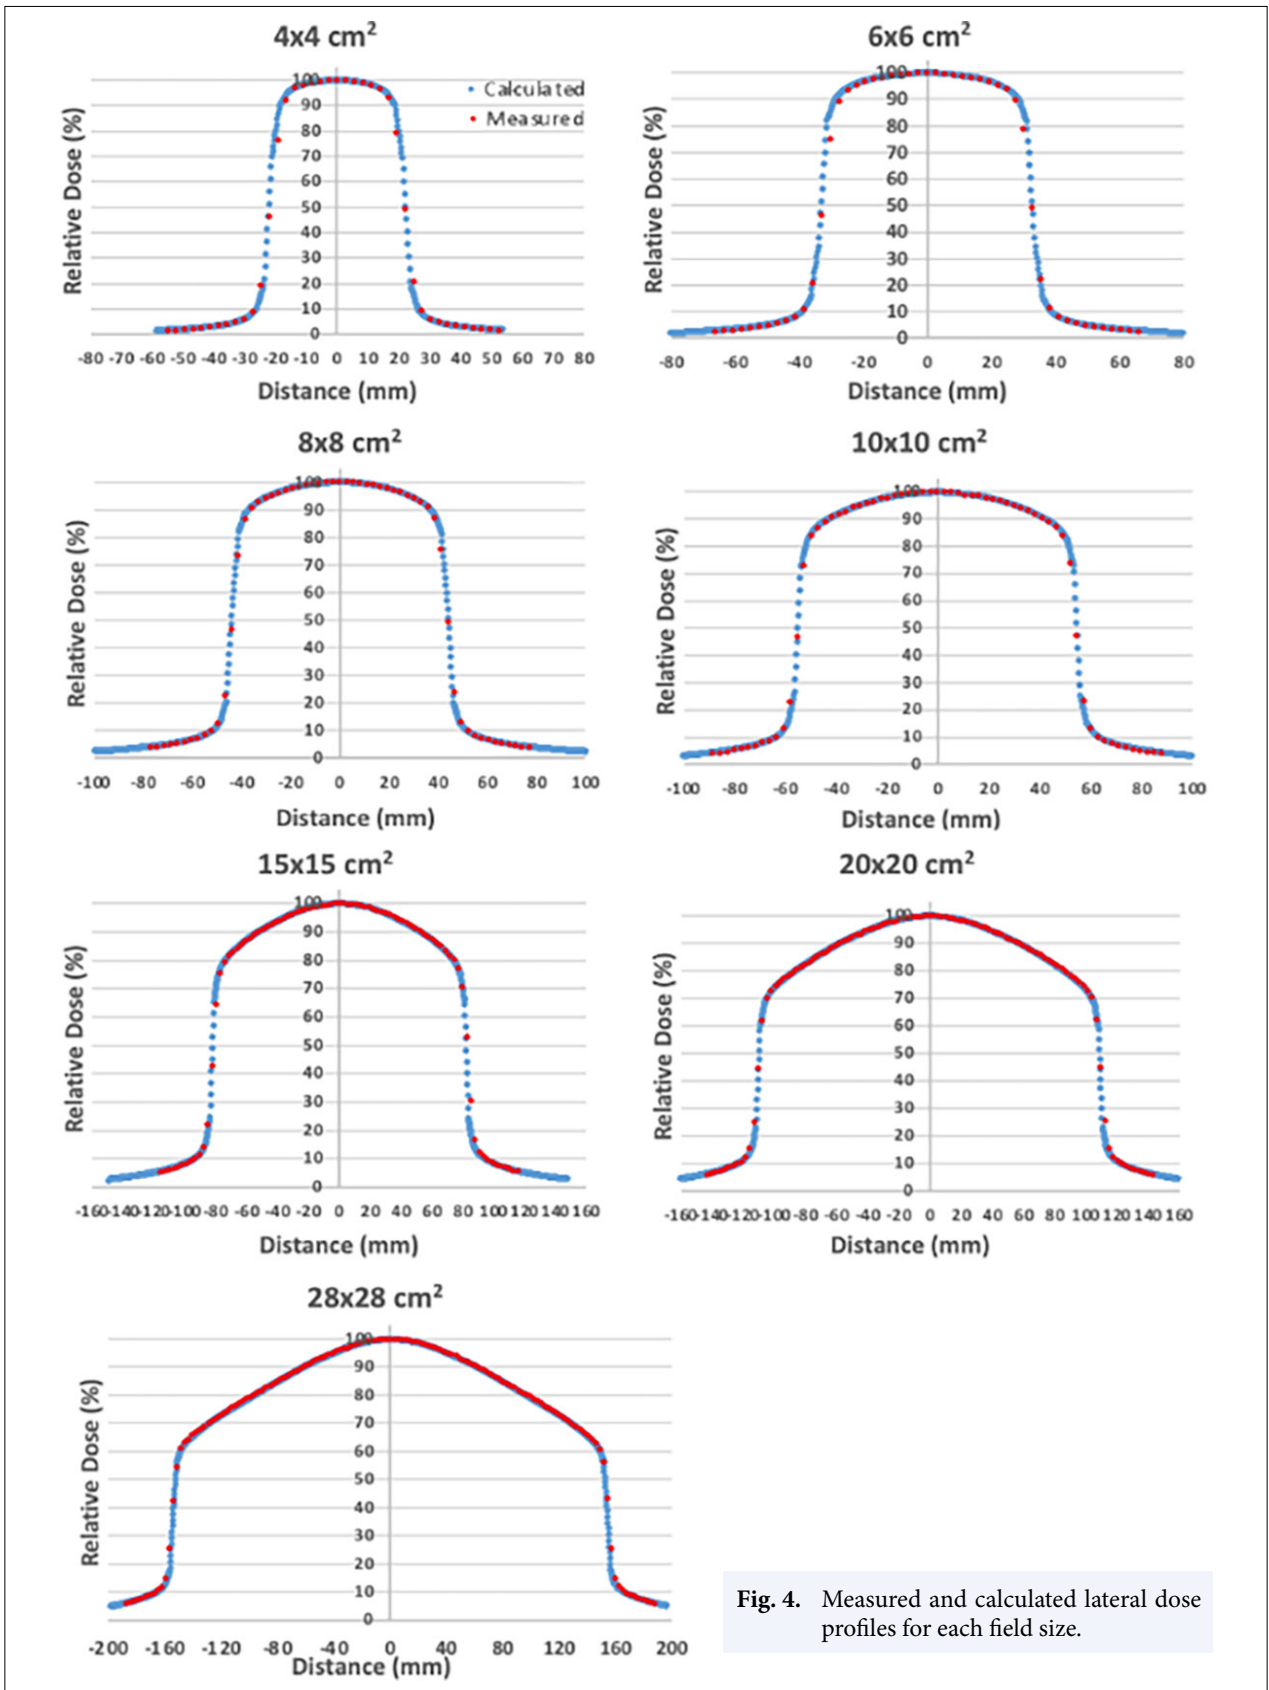 4x4 cm²
100
90
80
70
60
50
40
30
20
10
0
Calculated
Measured
Relative Dose (%)
-80 -70 -60 -50 -40 -30 -20 -10 0 10 20 30 40 50 60 70 80
Distance (mm)
6x6 cm²
100
90
80
70
60
50
40
30
20
10
0
Relative Dose (%)
-80 -60 -40 -20 0 20 40 60 80
Distance (mm)
8x8 cm²
100
90
80
70
60
50
40
30
20
10
0
Relative Dose (%)
-100 -80 -60 -40 -20 0 20 40 60 80 100
Distance (mm)
10x10 cm²
100
90
80
70
60
50
40
30
20
10
0
Relative Dose (%)
-100 -80 -60 -40 -20 0 20 40 60 80 100
Distance (mm)
15x15 cm²
100
90
80
70
60
50
40
30
20
10
0
Relative Dose (%)
-160-140-120-100 -80 -60 -40 -20 0 20 40 60 80 100 120 140 160
Distance (mm)
20x20 cm²
100
90
80
70
60
50
40
30
20
10
0
Relative Dose (%)
-160-140-120-100 -80 -60 -40 -20 0 20 40 60 80 100 120 140 160
Distance (mm)
28x28 cm²
100
90
80
70
60
50
40
30
20
10
0
Relative Dose (%)
-200 -160 -120 -80 -40 0 40 80 120 160 200
Distance (mm)
Fig. 4. Measured and calculated lateral dose
profiles for each field size.